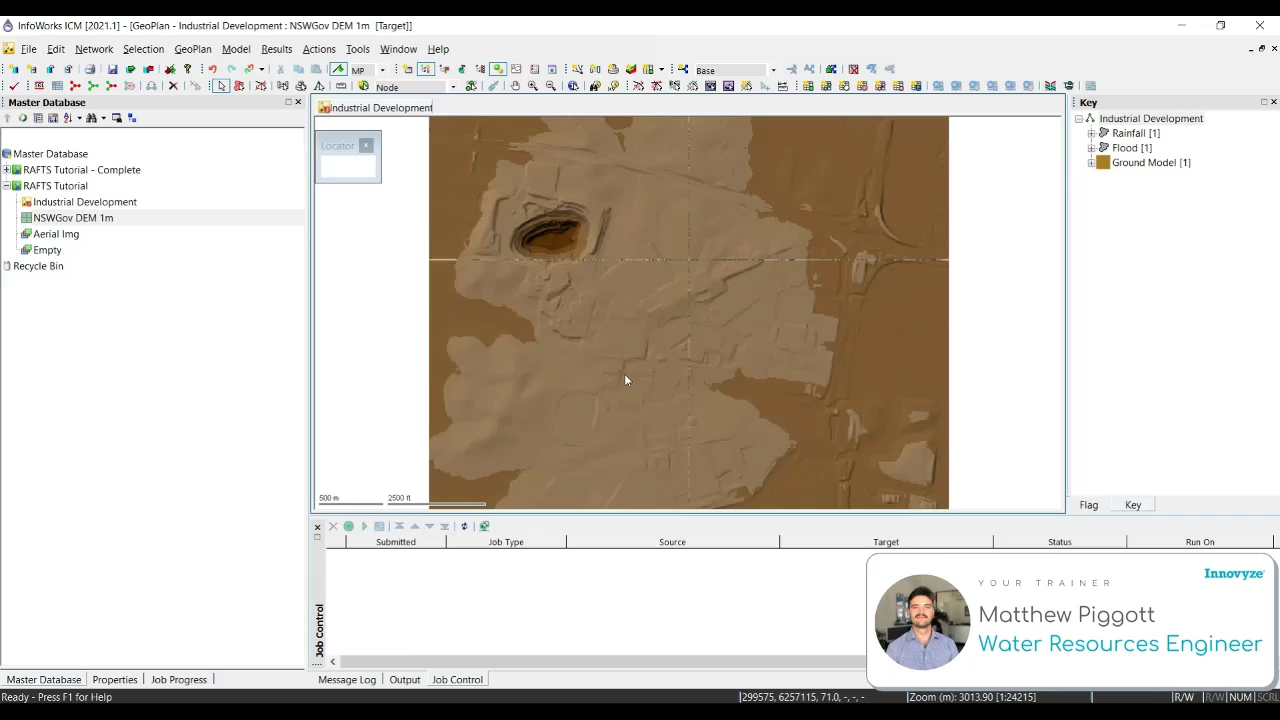 InfoWorks ICM [2021.1] - [GeoPlan - Industrial Development : NSWGov DEM 1m  [Target]]
File Edit Network Selection GeoPlan Model Results Actions Tools Window Help
MP
Base
Node
Master Database
Master Database
RAFTS Tutorial - Complete
RAFTS Tutorial
Industrial Development
NSWGov DEM 1m
Aerial Img
Empty
Recycle Bin
Industrial Development
Locator
500 m 2500 ft
Key
Industrial Development
Rainfall [1]
Flood [1]
Ground Model [1]
Flag Key
Submitted Job Type Source Target Status Run On
Job Control
YOUR TRAINER
Innovyze
Matthew Piggott
Water Resources Engineer
Master Database Properties Job Progress
Message Log Output Job Control
Ready - Press F1 for Help
299575, 6257115, 71.0, -, -, -
Zoom (m): 3013.90 [1:24215]
R/W R/W NUM SCRL